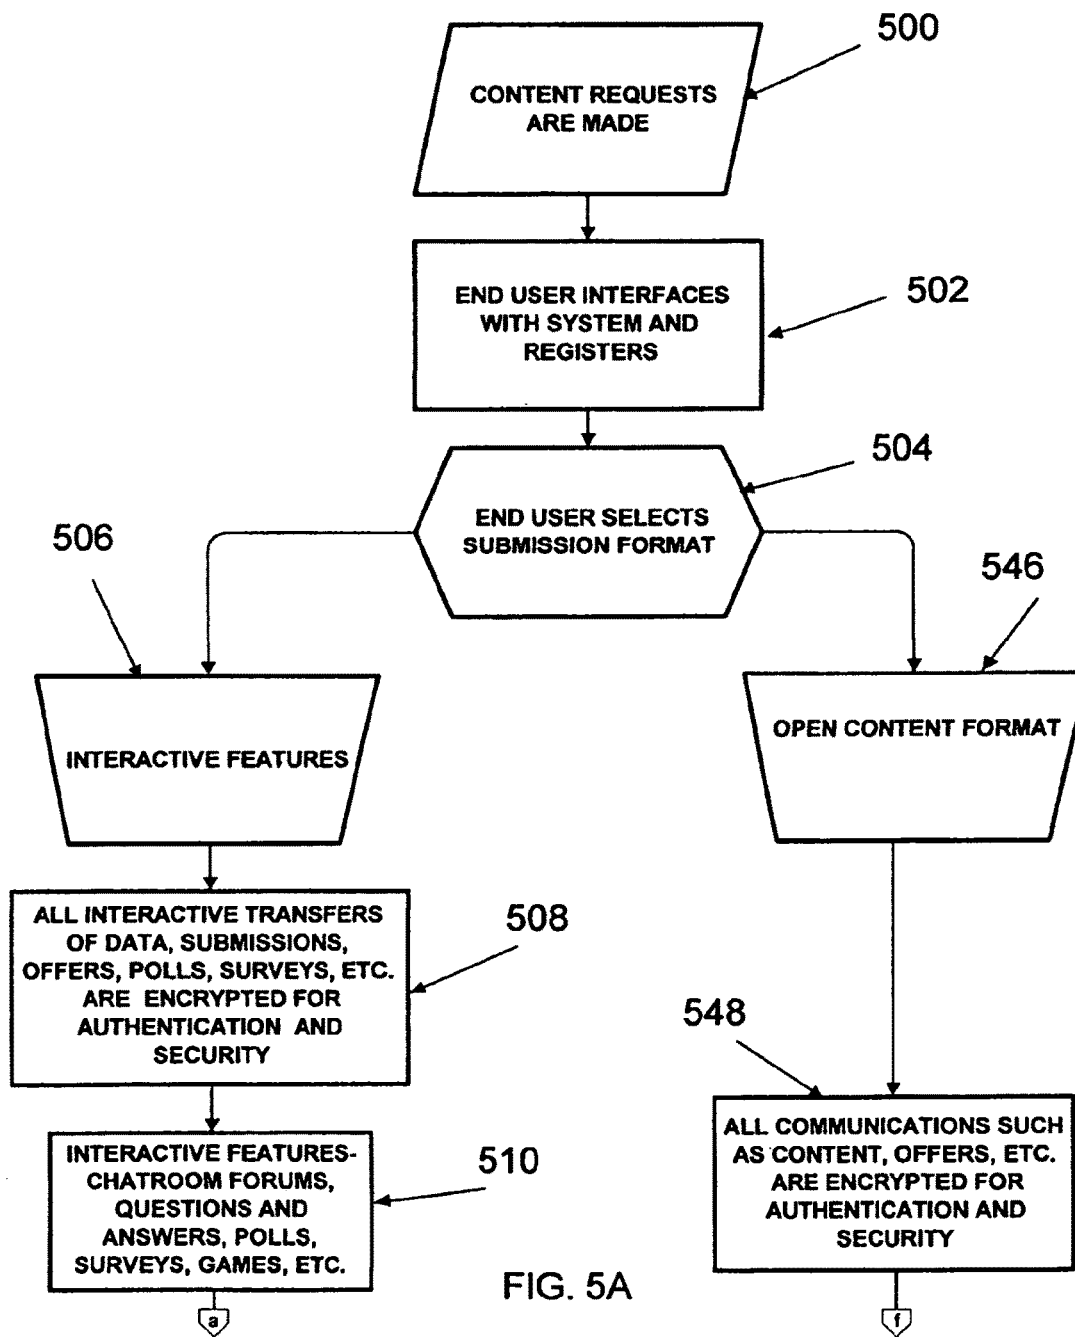 500
CONTENT REQUESTS
ARE MADE
502
END USER INTERFACES
WITH SYSTEM AND
REGISTERS
504
END USER SELECTS
SUBMISSION FORMAT
506
546
INTERACTIVE FEATURES
OPEN CONTENT FORMAT
508
ALL INTERACTIVE TRANSFERS
OF DATA, SUBMISSIONS,
OFFERS, POLLS, SURVEYS, ETC.
ARE ENCRYPTED FOR
AUTHENTICATION AND
SECURITY
548
ALL COMMUNICATIONS SUCH
AS CONTENT, OFFERS, ETC.
ARE ENCRYPTED FOR
AUTHENTICATION AND
SECURITY
510
INTERACTIVE FEATURES-
CHATROOM FORUMS,
QUESTIONS AND
ANSWERS, POLLS,
SURVEYS, GAMES, ETC.
FIG. 5A
a
f